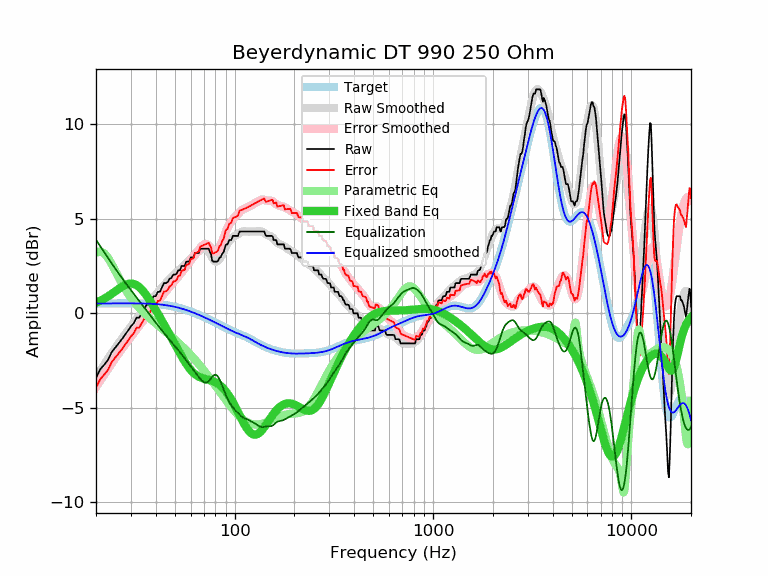 Beyerdynamic DT 990 250 Ohm
Target
Raw Smoothed
Error Smoothed
Raw
Error
Parametric Eq
Fixed Band Eq
Equalization
Equalized smoothed
Amplitude (dBr)
10
5
0
−5
−10
100
1000
10000
Frequency (Hz)